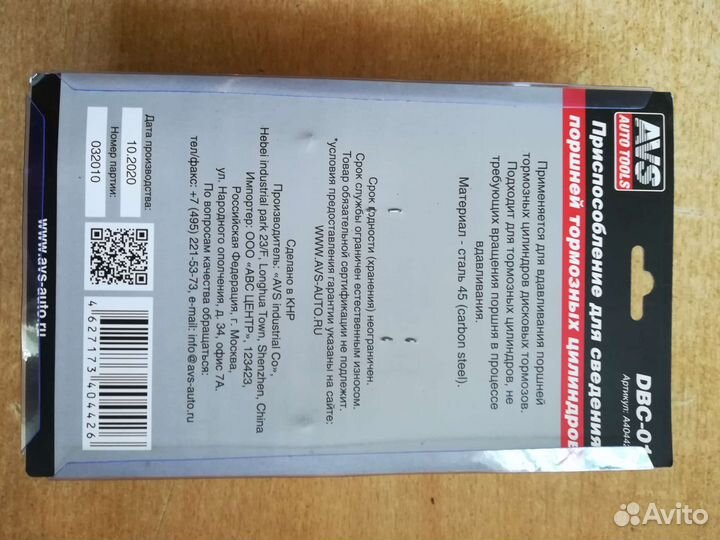 AVS
AUTO TOOLS
DBC-01
Приспособление для сведения
поршней тормозных цилиндров
Применяется для вдавливания поршней
тормозных цилиндров дисковых тормозов.
Подходит для тормозных цилиндров, не
требующих вращения поршня в процессе
вдавливания.
Материал - сталь 45 (carbon steel).
Срок годности (хранения) неограничен.
Срок службы ограничен естественным износом.
Товар обязательной сертификации не подлежит.
*условия предоставления гарантии указаны на сайте:
WWW.AVS-AUTO.RU
Сделано в КНР
Производитель: «AVS industrial Co»,
Hebei industrial park 23/F, Longhua Town, Shenzhen, China
Импортер: ООО «АВС ЦЕНТР», 123423,
Российская Федерация, г. Москва,
ул. Народного ополчения, д. 34, офис 7А.
По вопросам качества обращаться:
тел/факс: +7 (495) 221-53-73, e-mail: info@avs-auto.ru
Дата производства:
10.2020
Номер партии:
032010
4 627173 404426
www.avs-auto.ru
Avito